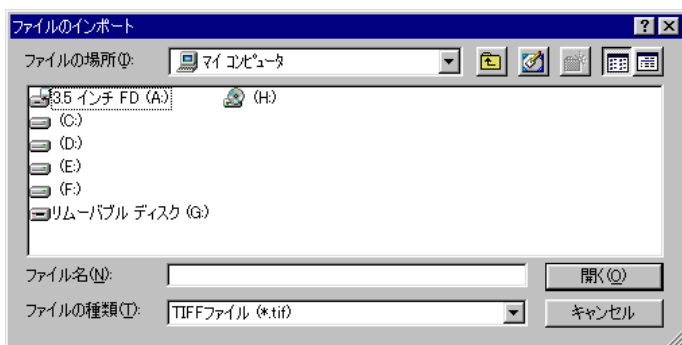 ファイルのインポート
ファイルの場所(I): マイ コンピュータ
3.5 インチ FD (A:) (H:)
(C:)
(D:)
(E:)
(F:)
リムーバブル ディスク (G:)
ファイル名(N): 開く(O)
ファイルの種類(T): TIFFファイル (*.tif) キャンセル